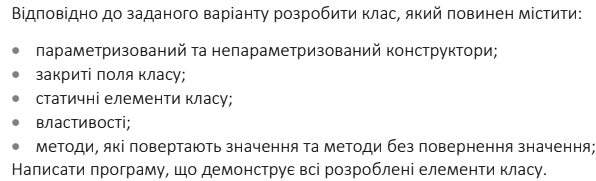 Відповідно до заданого варіанту розробити клас, який повинен містити:
• параметризований та непараметризований конструктори;
• закриті поля класу;
• статичні елементи класу;
• властивості;
• методи, які повертають значення та методи без повернення значення;
Написати програму, що демонструє всі розроблені елементи класу.